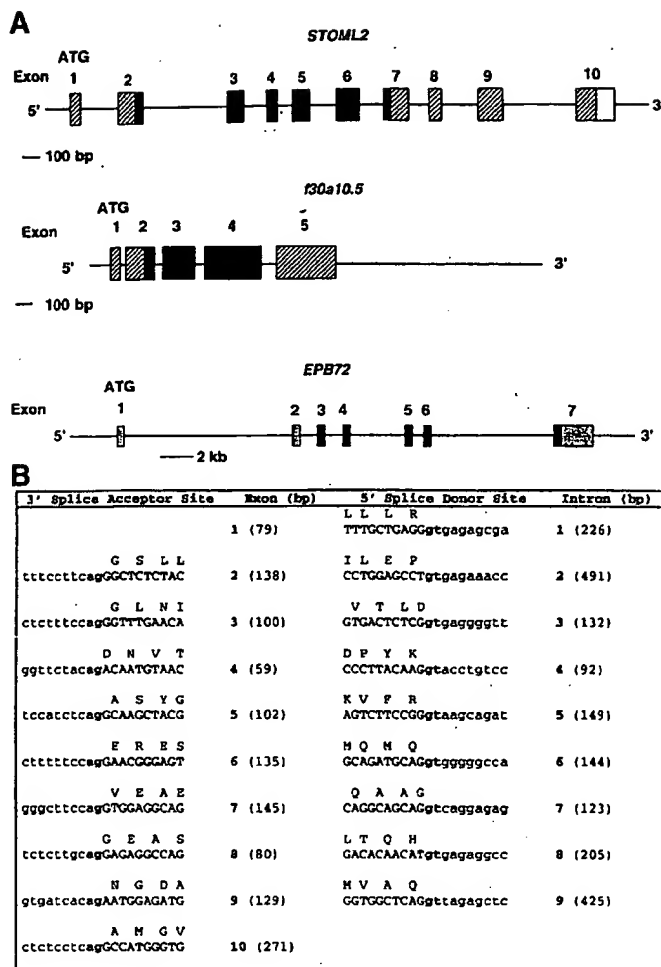 A
STOML2
ATG
Exon 1 2 3 4 5 6 7 8 9 10
5' 3'
100 bp
f30a10.5
ATG
Exon 1 2 3 4 5
5' 3'
100 bp
EPB72
ATG
Exon 1 2 3 4 5 6 7
5' 3'
2 kb
B
3' Splice Acceptor Site Exon (bp) 5' Splice Donor Site Intron (bp)
L L L R
1 (79) TTTGCTGAGGgtgagagcga 1 (226)
G S L L I L E P
tttccttcagGGCTCTCTAC 2 (138) CCTGGAGCCTgtgagaaacc 2 (491)
G L N I V T L D
ctctttccagGGTTTGAACA 3 (100) GTGACTCTCGgtgaggggtt 3 (132)
D N V T D P Y K
ggttctacagACAATGTAAC 4 (59) CCCTTACAAGgtacctgtcc 4 (92)
A S Y G K V F R
tccatctcagGCAAGCTACG 5 (102) AGTCTTCCGGgtaagcagat 5 (149)
E R E S M Q M Q
ctttttccagGAACGGGAGT 6 (135) GCAGATGCAGgtgggggcca 6 (144)
V E A E Q A A G
gggcttccagGTGGAGGCAG 7 (145) CAGGCAGCAGgtcaggagag 7 (123)
G E A S L T Q H
tctcttgcagGAGAGGCCAG 8 (80) GACACAACATgtgagaggcc 8 (205)
N G D A M V A Q
gtgatcacagAATGGAGATG 9 (129) GGTGGCTCAGgttagagctc 9 (425)
A M G V
ctctcctcagGCCATGGGTG 10 (271)